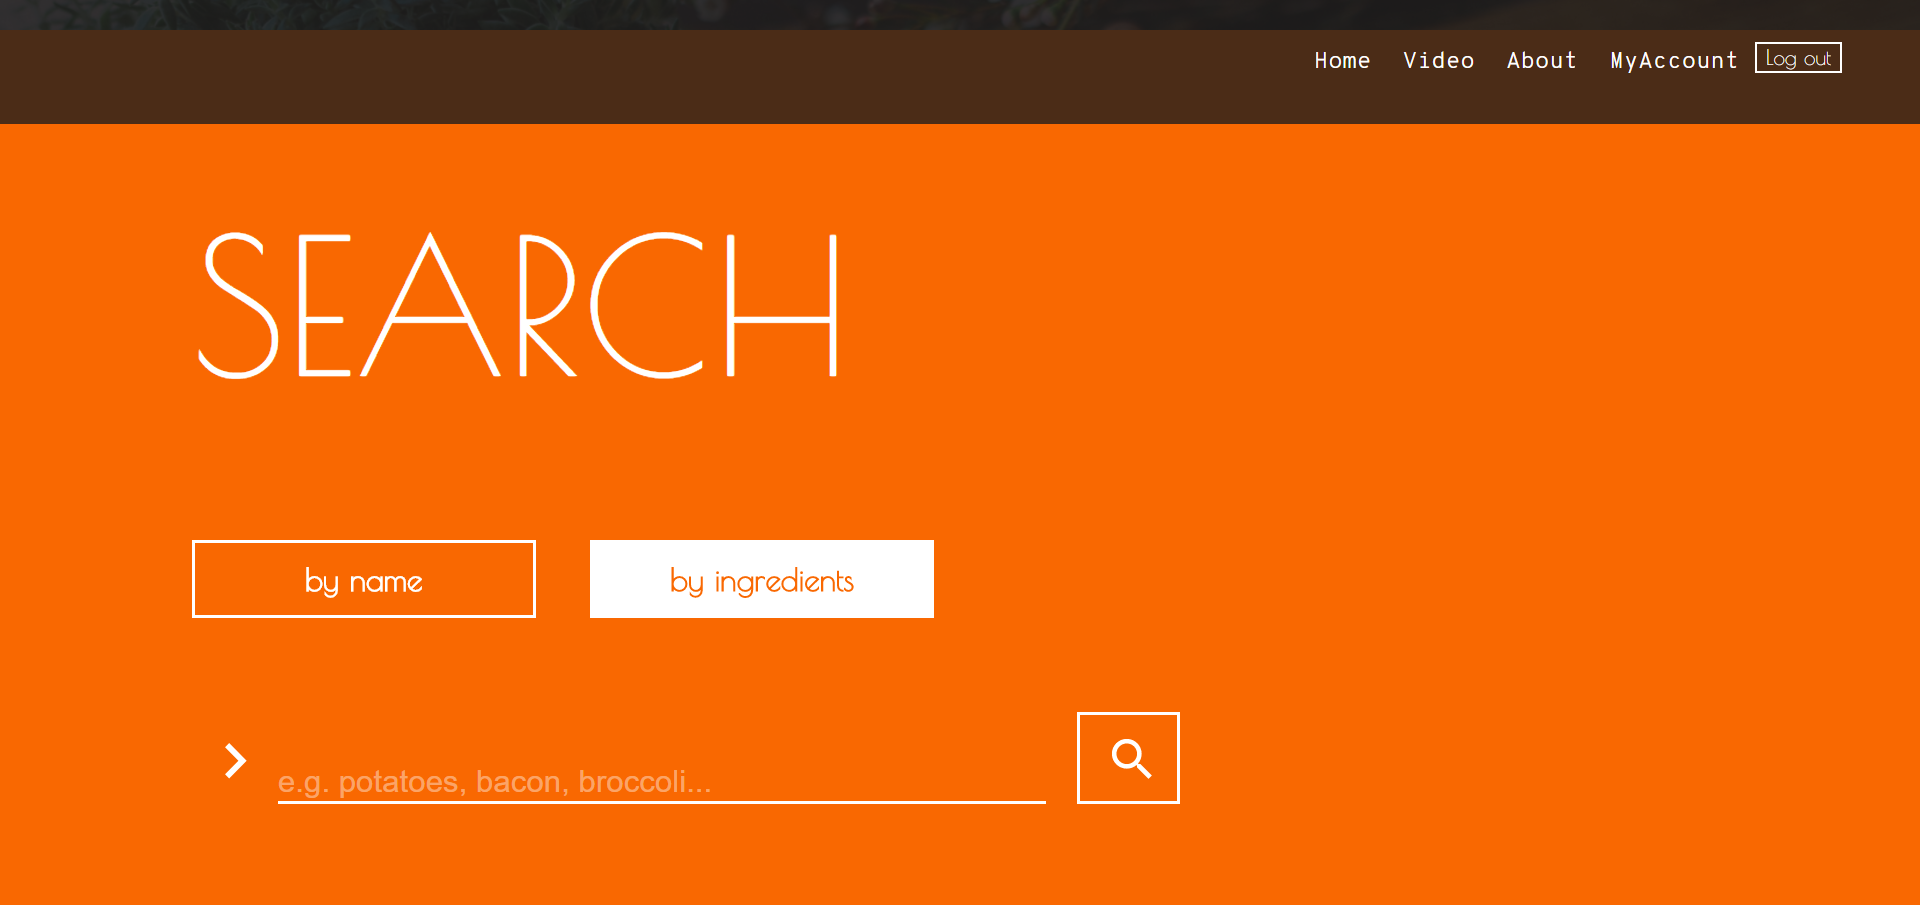 Home Video About MyAccount Log out
SEARCH
by name by ingredients
e.g. potatoes, bacon, broccoli...